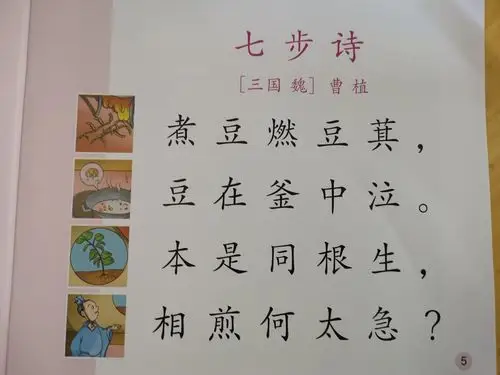 七步诗
[三国 魏] 曹植
煮豆燃豆萁，
豆在釜中泣。
本是同根生，
相煎何太急？
5